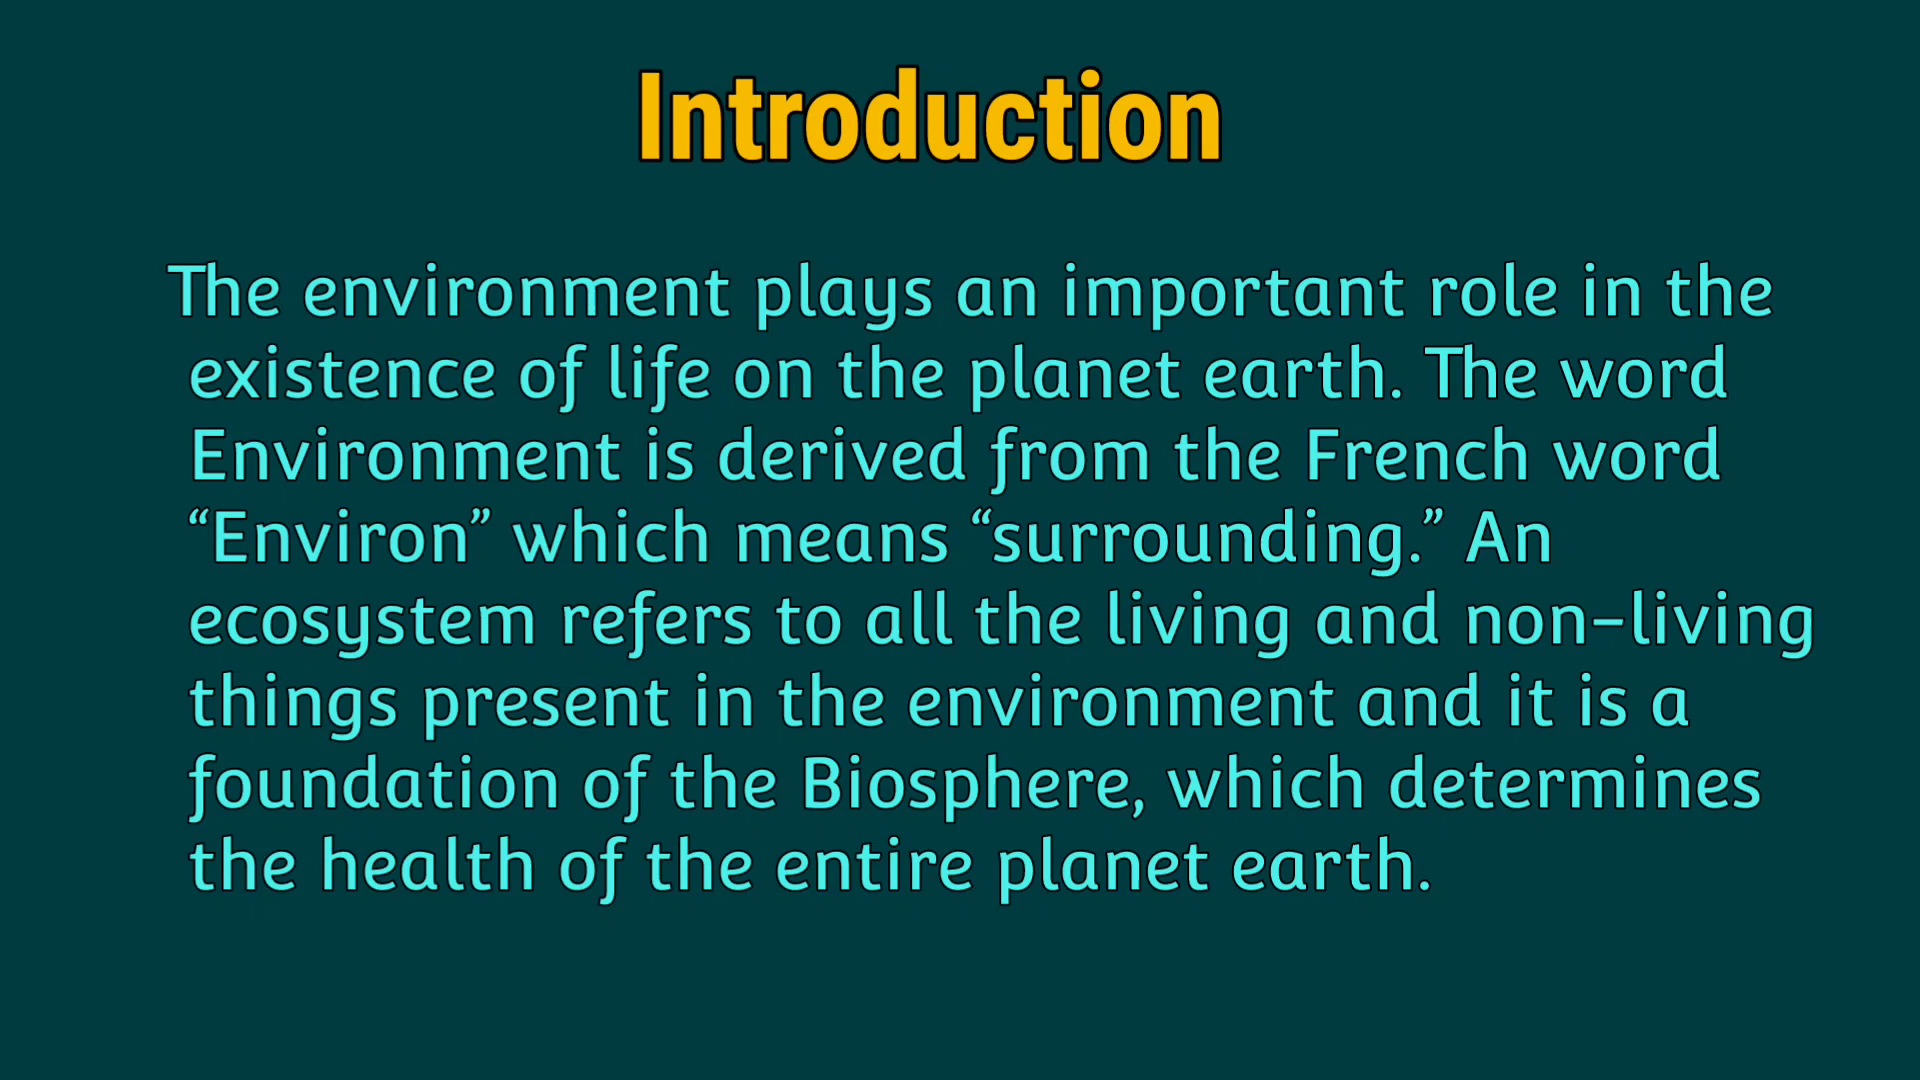 Introduction
The environment plays an important role in the
existence of life on the planet earth. The word
Environment is derived from the French word
“Environ” which means “surrounding.” An
ecosystem refers to all the living and non-living
things present in the environment and it is a
foundation of the Biosphere, which determines
the health of the entire planet earth.